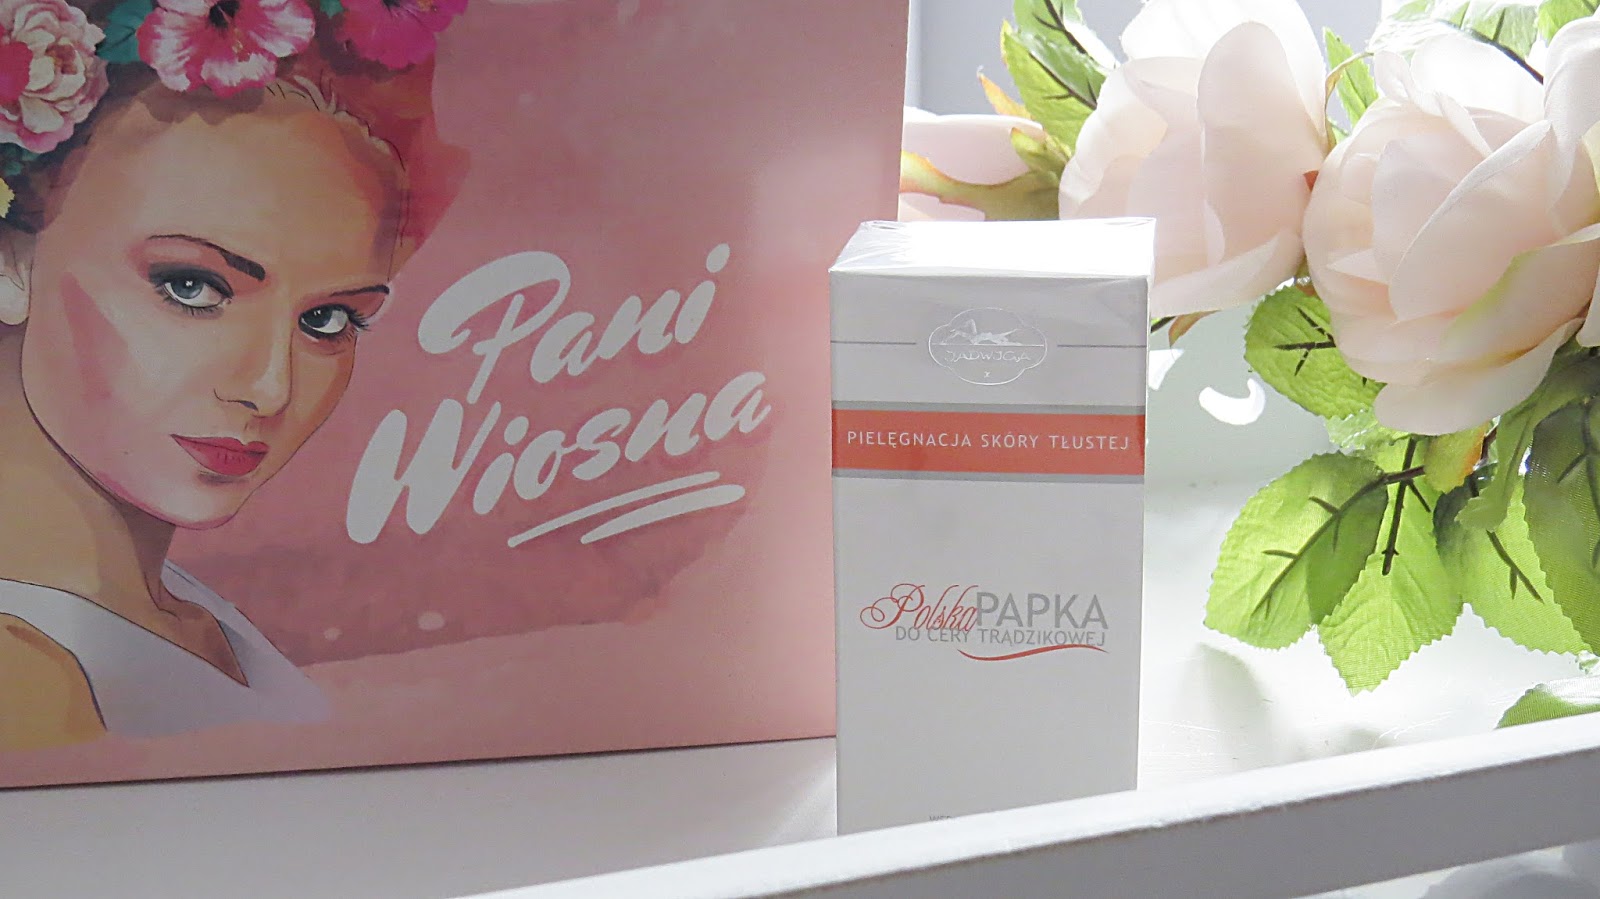 Pani
Wiosna
JADWIGA
PIELĘGNACJA SKÓRY TŁUSTEJ
Polska PAPKA
DO CERY TRĄDZIKOWEJ